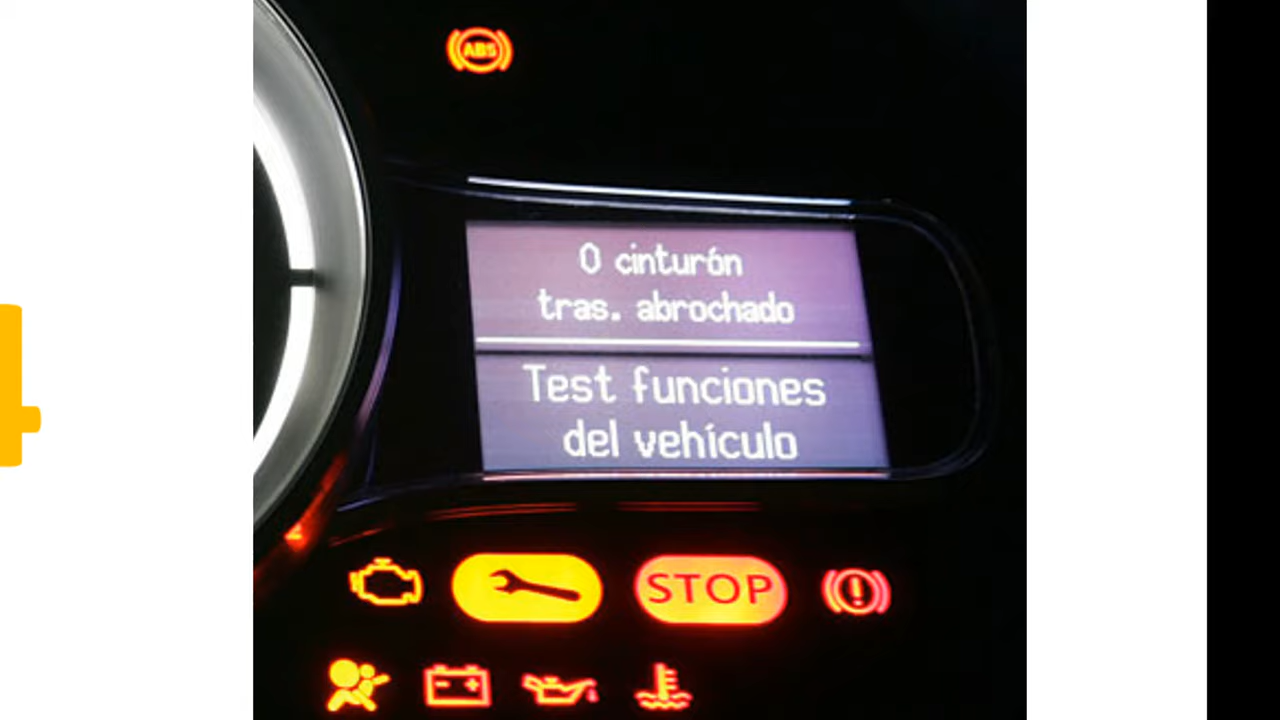 ABS
0 cinturón
tras. abrochado
Test funciones
del vehículo
STOP